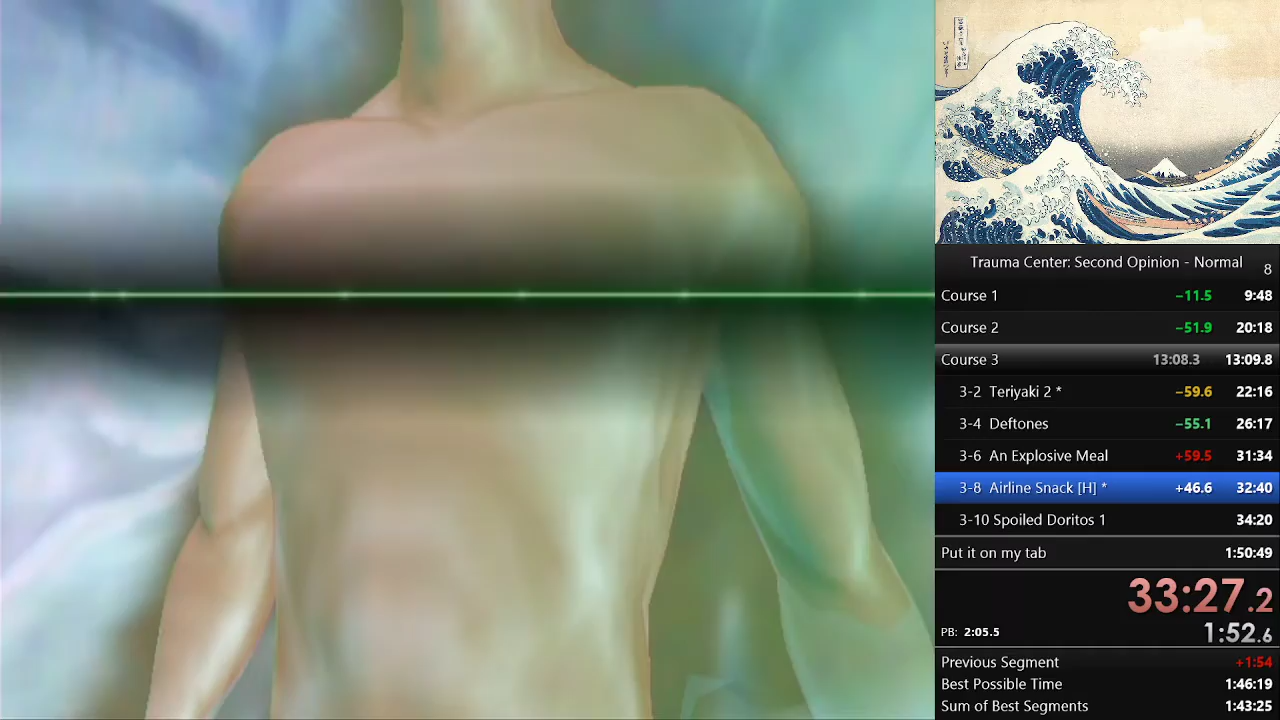 Trauma Center: Second Opinion - Normal
8
Course 1 −11.5 9:48
Course 2 −51.9 20:18
Course 3 13:08.3 13:09.8
3-2 Teriyaki 2 * −59.6 22:16
3-4 Deftones −55.1 26:17
3-6 An Explosive Meal +59.5 31:34
3-8 Airline Snack [H] * +46.6 32:40
3-10 Spoiled Doritos 1 34:20
Put it on my tab 1:50:49
33:27.2
PB: 2:05.5 1:52.6
Previous Segment +1:54
Best Possible Time 1:46:19
Sum of Best Segments 1:43:25